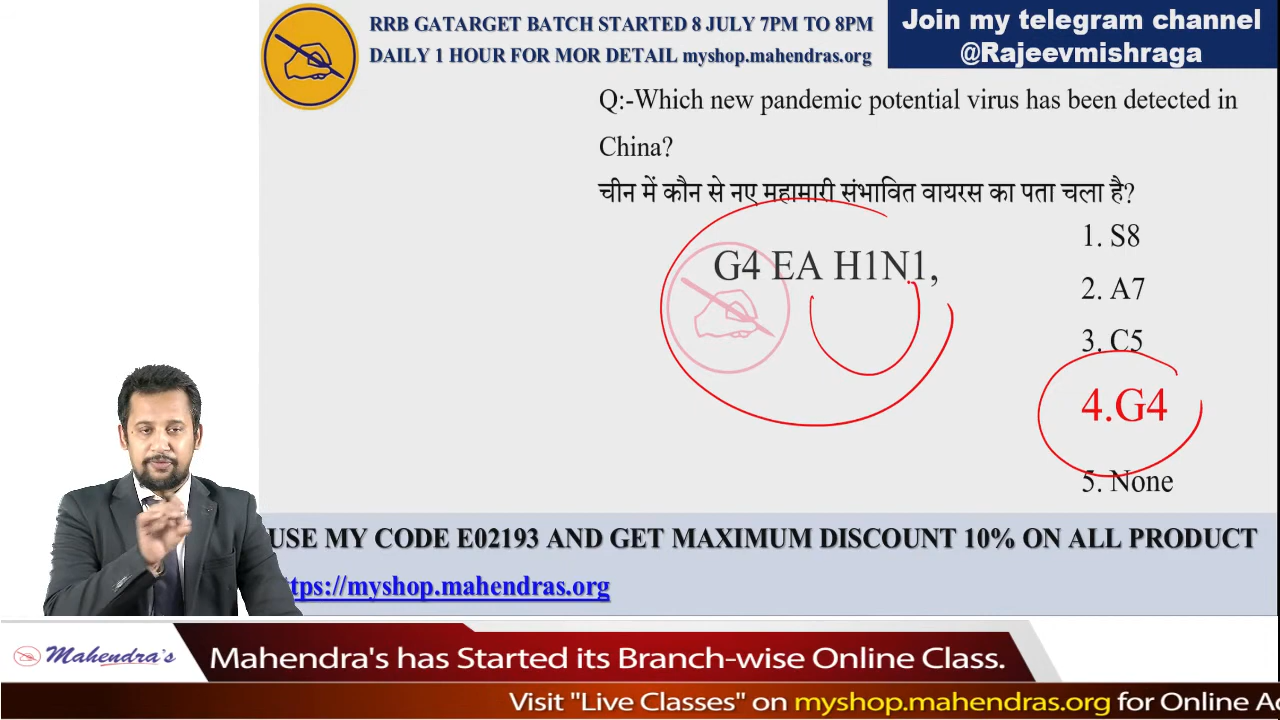 RRB GATARGET BATCH STARTED 8 JULY 7PM TO 8PM
DAILY 1 HOUR FOR MOR DETAIL myshop.mahendras.org
Join my telegram channel
@Rajeevmishraga
Q:-Which new pandemic potential virus has been detected in
China?
चीन में कौन से नए महामारी संभावित वायरस का पता चला है?
G4 EA H1N1,
1. S8
2. A7
3. C5
4.G4
5. None
USE MY CODE E02193 AND GET MAXIMUM DISCOUNT 10% ON ALL PRODUCT
tps://myshop.mahendras.org
Mahendra's
Mahendra's has Started its Branch-wise Online Class.
Visit "Live Classes" on myshop.mahendras.org for Online